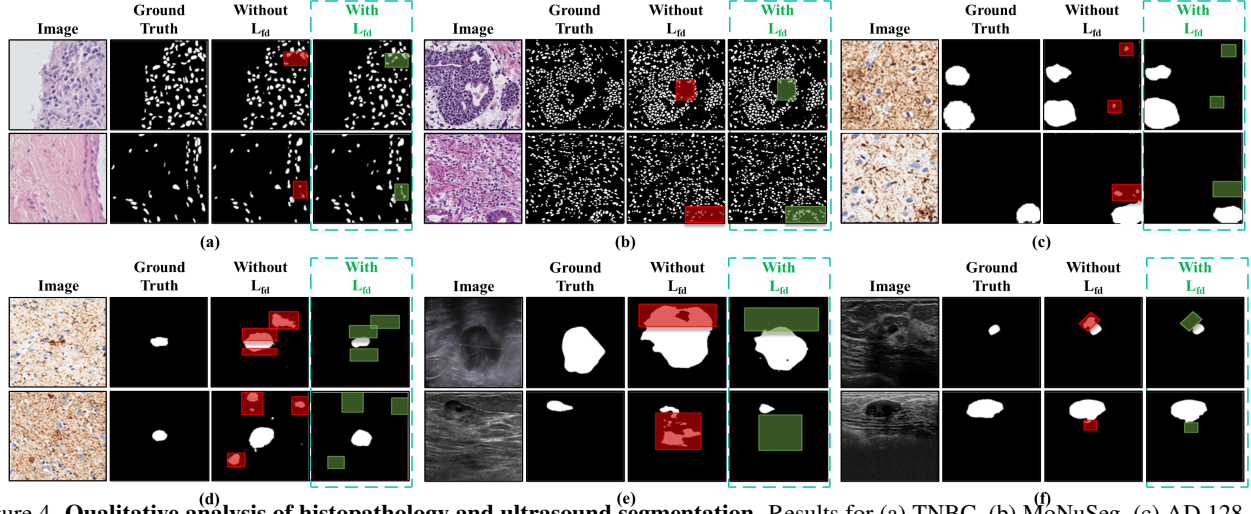 Image Ground Truth Without Lfd With Lfd
Image Ground Truth Without Lfd With Lfd
Image Ground Truth Without Lfd With Lfd
(a) (b) (c)
Image Ground Truth Without Lfd With Lfd
Image Ground Truth Without Lfd With Lfd
Image Ground Truth Without Lfd With Lfd
(d) (e) (f)
ure 4. Qualitative analysis of histopathology and ultrasound segmentation. Results for (a) TNBC, (b) MoNuSeg, (c) AD 128